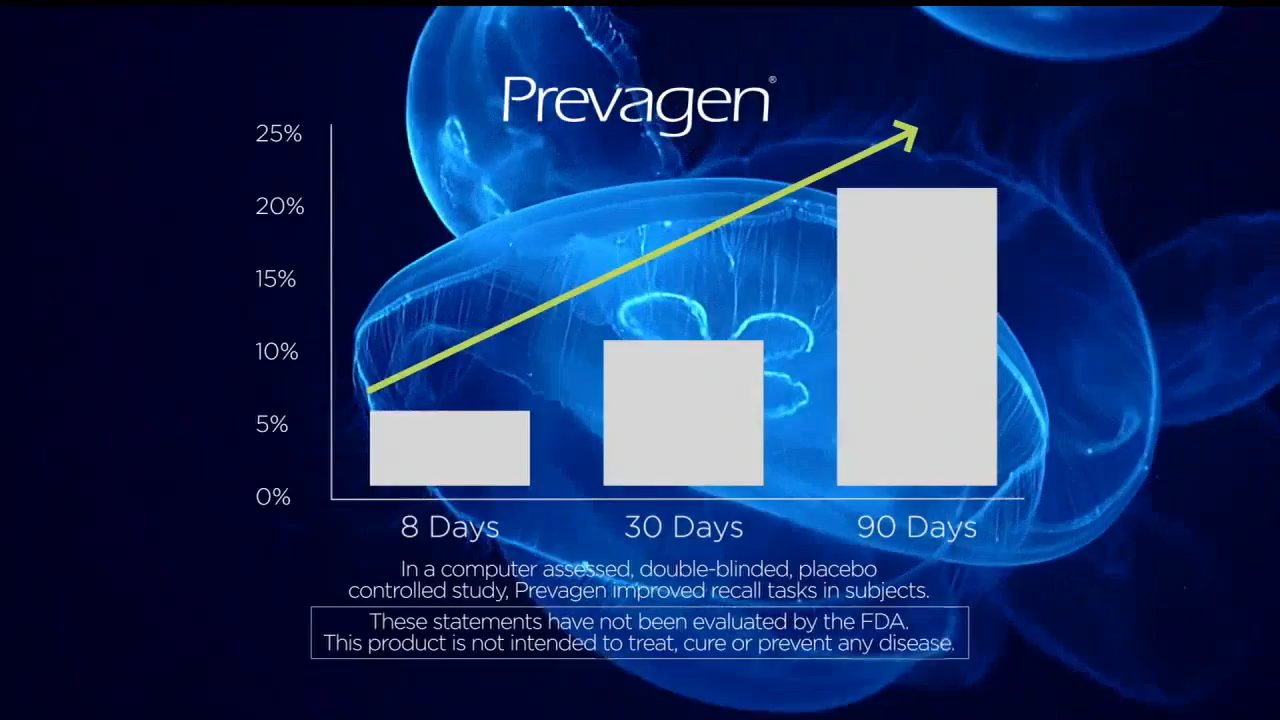 Prevagen®
25%
20%
15%
10%
5%
0%
8 Days 30 Days 90 Days
In a computer assessed, double-blinded, placebo
controlled study, Prevagen improved recall tasks in subjects.
These statements have not been evaluated by the FDA.
This product is not intended to treat, cure or prevent any disease.